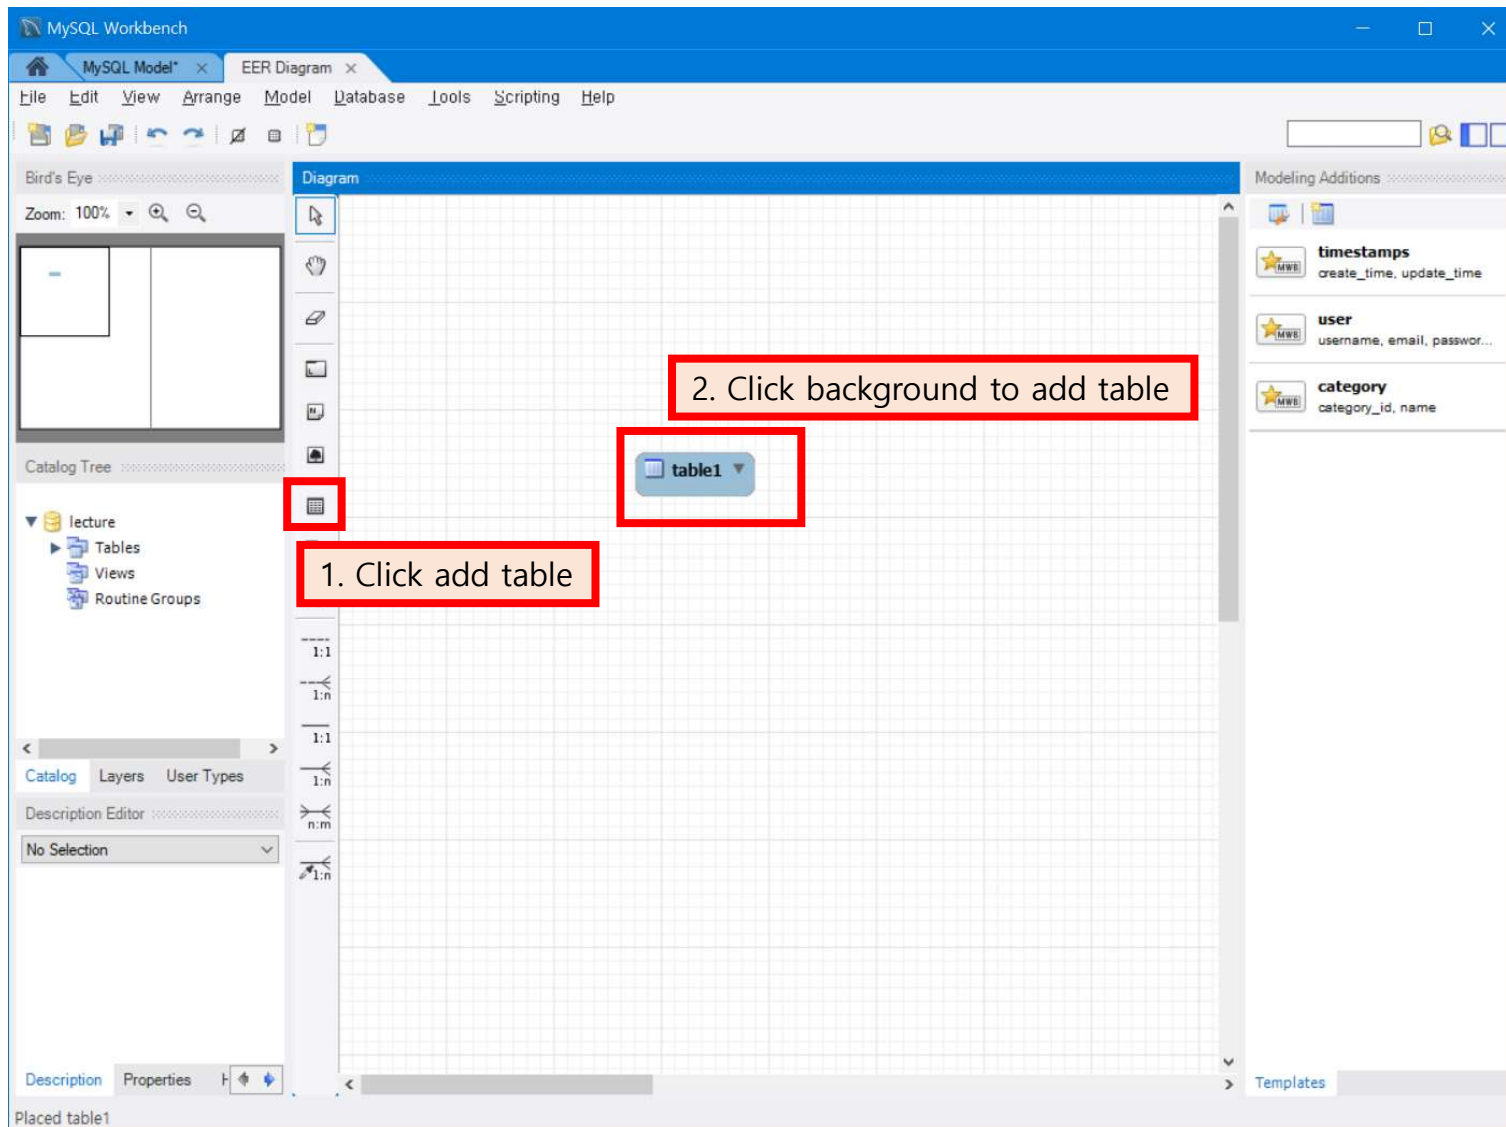 MySQL Workbench
MySQL Model* × EER Diagram ×
File Edit View Arrange Model Database Tools Scripting Help
Bird's Eye
Zoom: 100%
Diagram
Modeling Additions
timestamps
create_time, update_time
user
username, email, passwor...
category
category_id, name
2. Click background to add table
table1
Catalog Tree
lecture
Tables
Views
Routine Groups
1. Click add table
1:1
1:n
1:1
1:n
n:m
1:n
Catalog Layers User Types
Description Editor
No Selection
Description Properties H
Templates
Placed table1